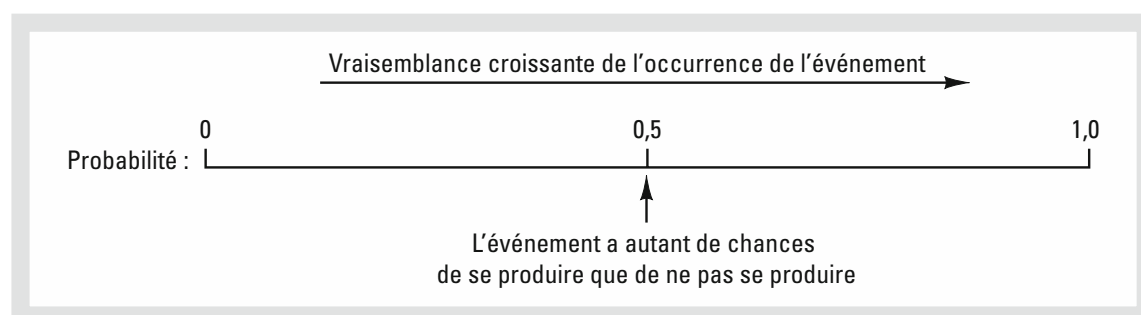 Vraisemblance croissante de l'occurrence de l'événement
0 0,5 1,0
Probabilité :
L'événement a autant de chances
de se produire que de ne pas se produire